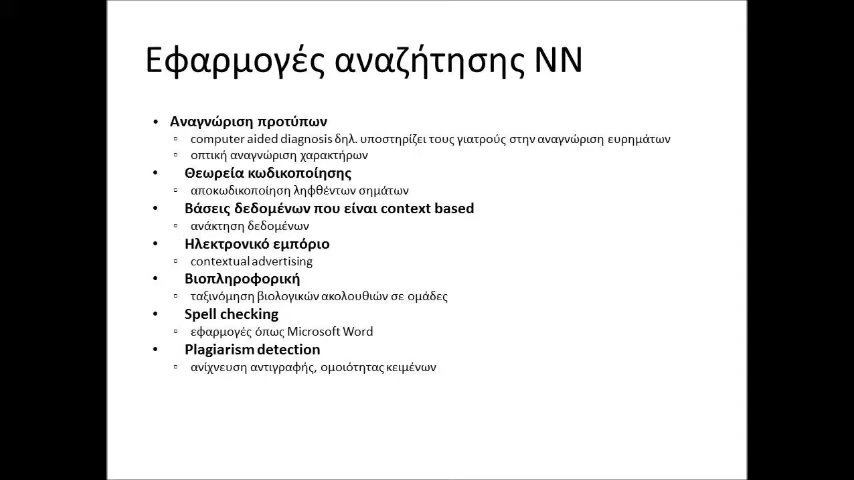 Εφαρμογές αναζήτησης NN
• Αναγνώριση προτύπων
▫ computer aided diagnosis δηλ. υποστηρίζει τους γιατρούς στην αναγνώριση ευρημάτων
▫ οπτική αναγνώριση χαρακτήρων
• Θεωρία κωδικοποίησης
▫ αποκωδικοποίηση ληφθέντων σημάτων
• Βάσεις δεδομένων που είναι context based
▫ ανάκτηση δεδομένων
• Ηλεκτρονικό εμπόριο
▫ contextual advertising
• Βιοπληροφορική
▫ ταξινόμηση βιολογικών ακολουθιών σε ομάδες
• Spell checking
▫ εφαρμογές όπως Microsoft Word
• Plagiarism detection
▫ ανίχνευση αντιγραφής, ομοιότητας κειμένων